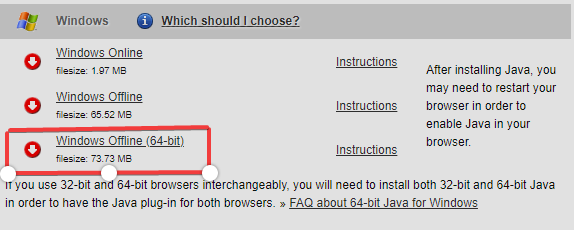 Windows Which should I choose?
Windows Online
filesize: 1.97 MB
Instructions
Windows Offline
filesize: 65.52 MB
Instructions
Windows Offline (64-bit)
filesize: 73.73 MB
Instructions
After installing Java, you
may need to restart your
browser in order to
enable Java in your
browser.
If you use 32-bit and 64-bit browsers interchangeably, you will need to install both 32-bit and 64-bit Java
in order to have the Java plug-in for both browsers. » FAQ about 64-bit Java for Windows